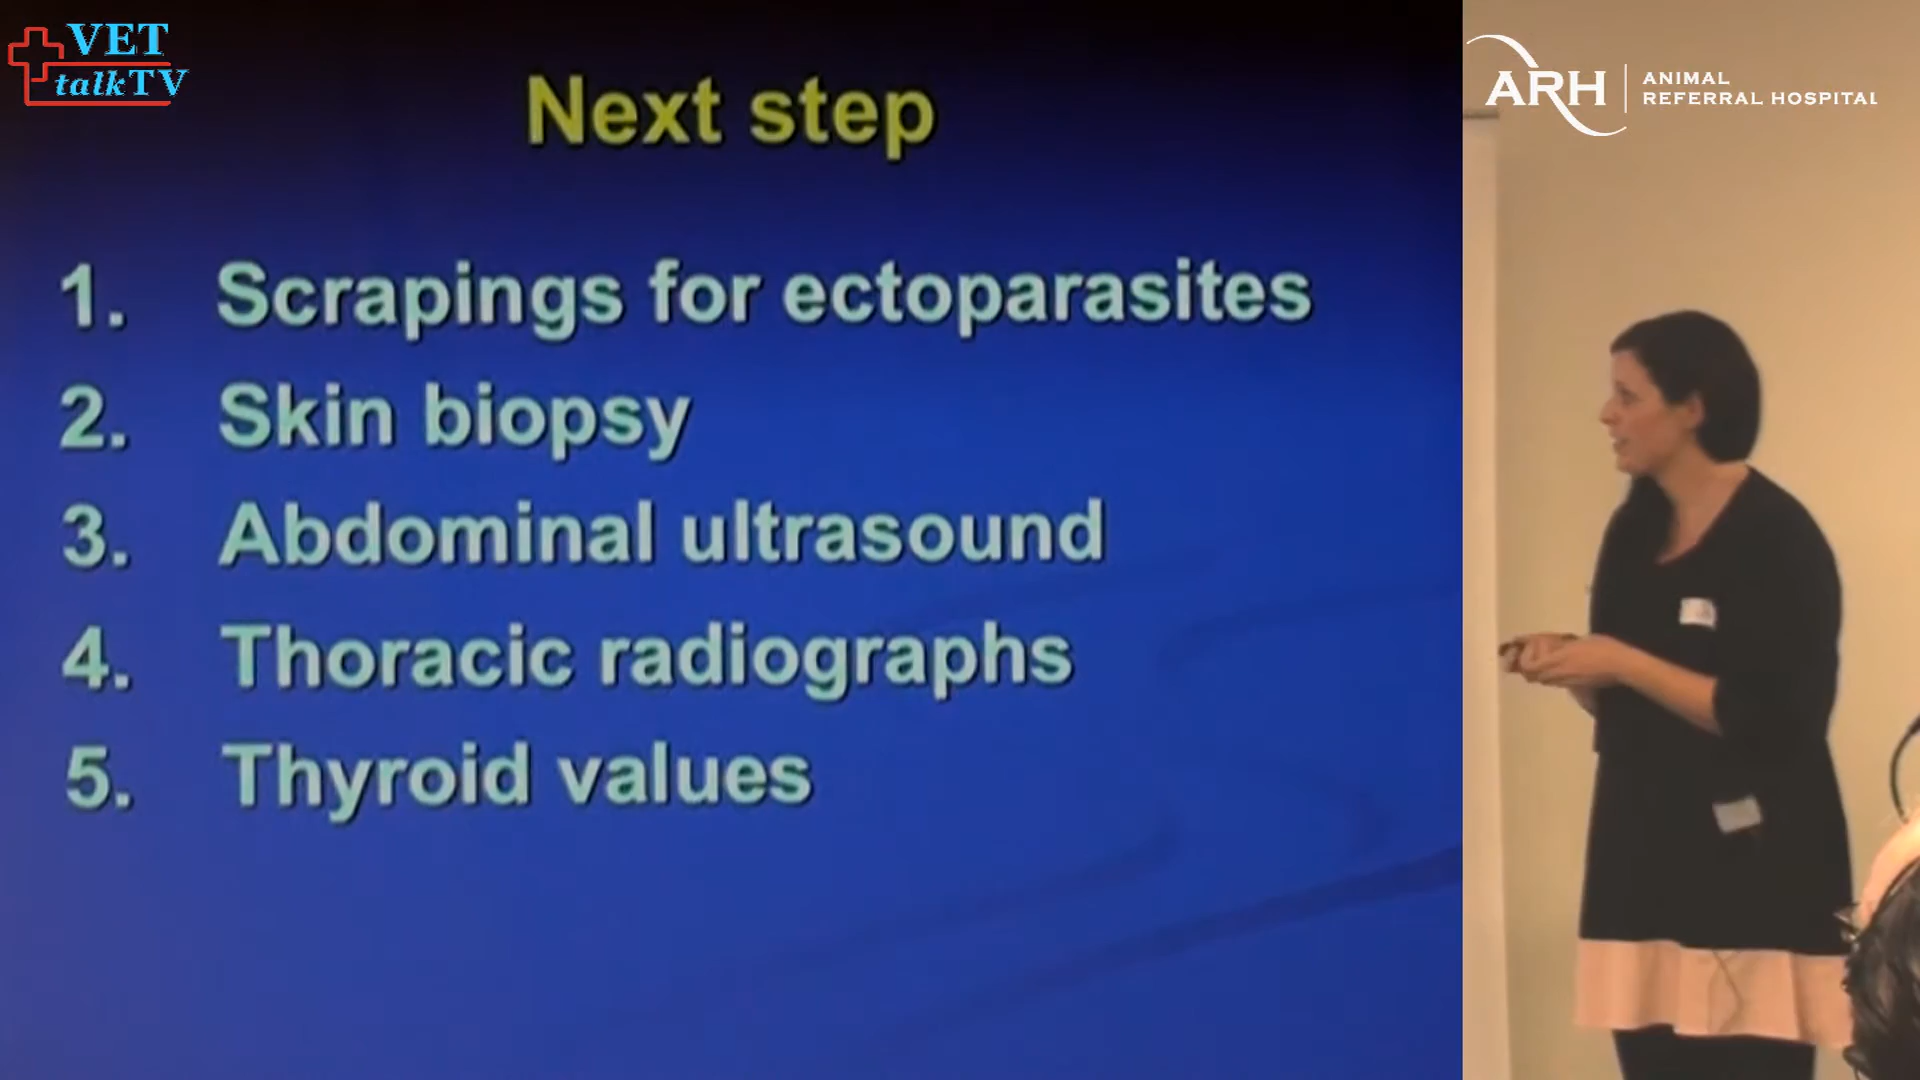 VET
talkTV
Next step
1. Scrapings for ectoparasites
2. Skin biopsy
3. Abdominal ultrasound
4. Thoracic radiographs
5. Thyroid values
ARH ANIMAL
REFERRAL HOSPITAL